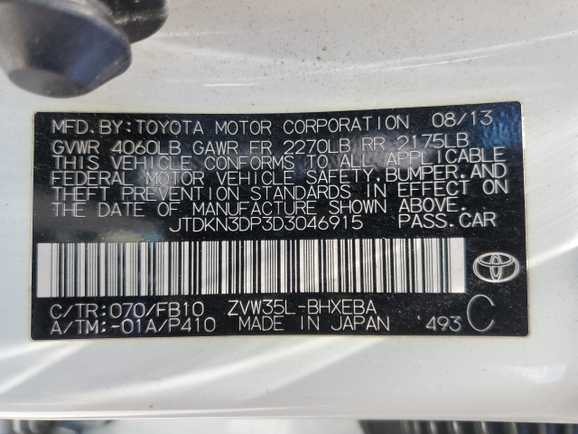 MFD.BY:TOYOTA MOTOR CORPORATION 08/13
GVWR 4060LB GAWR FR 2270LB RR 2175LB
THIS VEHICLE CONFORMS TO ALL APPLICABLE
FEDERAL MOTOR VEHICLE SAFETY,BUMPER,AND
THEFT PREVENTION STANDARDS IN EFFECT ON
THE DATE OF MANUFACTURE SHOWN ABOVE.
JTDKN3DP3D3046915 PASS.CAR
C/TR:070/FB10 ZVW35L-BHXEBA
A/TM:-01A/P410 MADE IN JAPAN 493 C